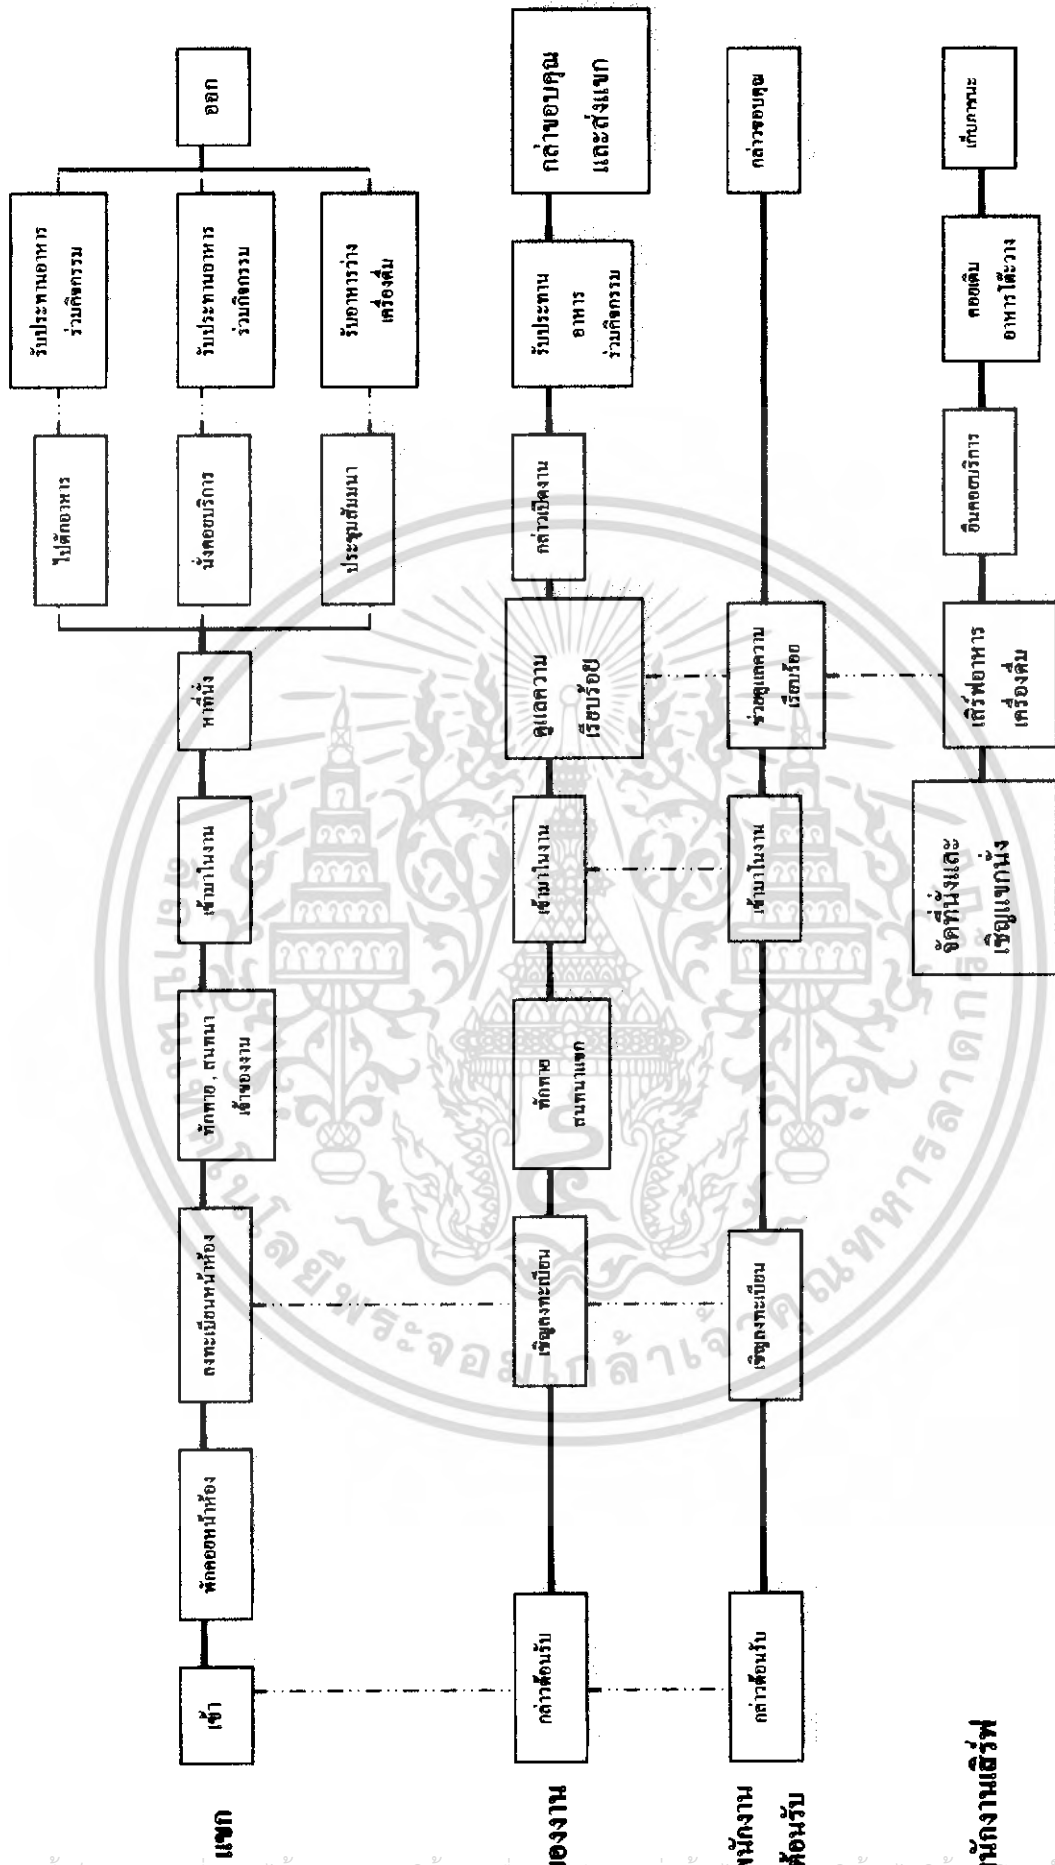 แขก
เข้า
พักคอยหน้าห้อง
ลงทะเบียนหน้าห้อง
ทักทาย , สนทนา
เจ้าของงาน
เข้ามาในงาน
หาที่นั่ง
ไปตักอาหาร
รับประทานอาหาร
ร่วมกิจกรรม
นั่งคอยบริการ
รับประทานอาหาร
ร่วมกิจกรรม
ประชุมสัมมนา
รับอาหารว่าง
เครื่องดื่ม
ออก
ของงาน
กล่าวต้อนรับ
เชิญลงทะเบียน
ทักทาย
สนทนาแขก
เข้ามาในงาน
ดูแลความ
เรียบร้อย
กล่าวเปิดงาน
รับประทาน
อาหาร
ร่วมกิจกรรม
กล่าขอบคุณ
และส่งแขก
พนักงาน
ต้อนรับ
กล่าวต้อนรับ
เชิญลงทะเบียน
เข้ามาในงาน
ช่วยดูแลความ
เรียบร้อย
กล่าวขอบคุณ
นักงานเสิร์ฟ
จัดที่นั่งและ
เชิญแขกนั่ง
เสิร์ฟอาหาร
เครื่องดื่ม
ยืนคอยบริการ
คอยเติม
อาหารโต๊ะวาง
เก็บภาชนะ